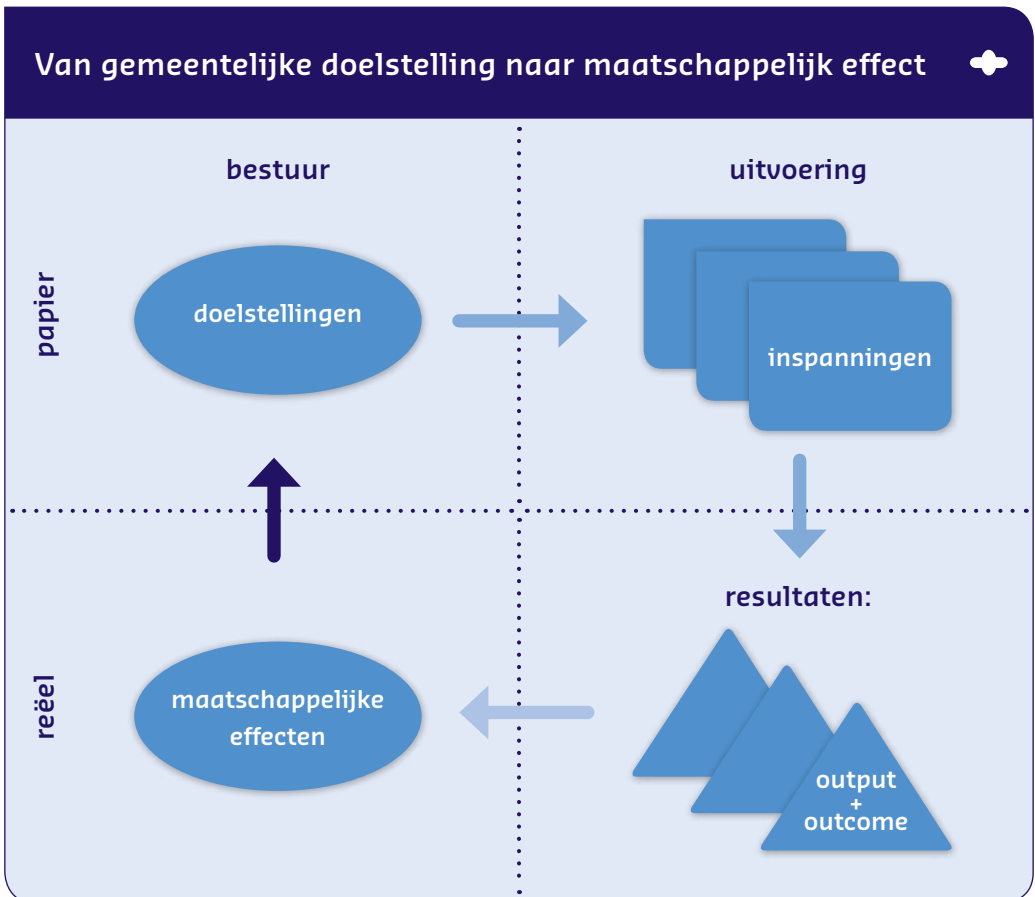 Van gemeentelijke doelstelling naar maatschappelijk effect
bestuur
uitvoering
papier
doelstellingen
inspanningen
resultaten:
reëel
maatschappelijke
effecten
output
+
outcome